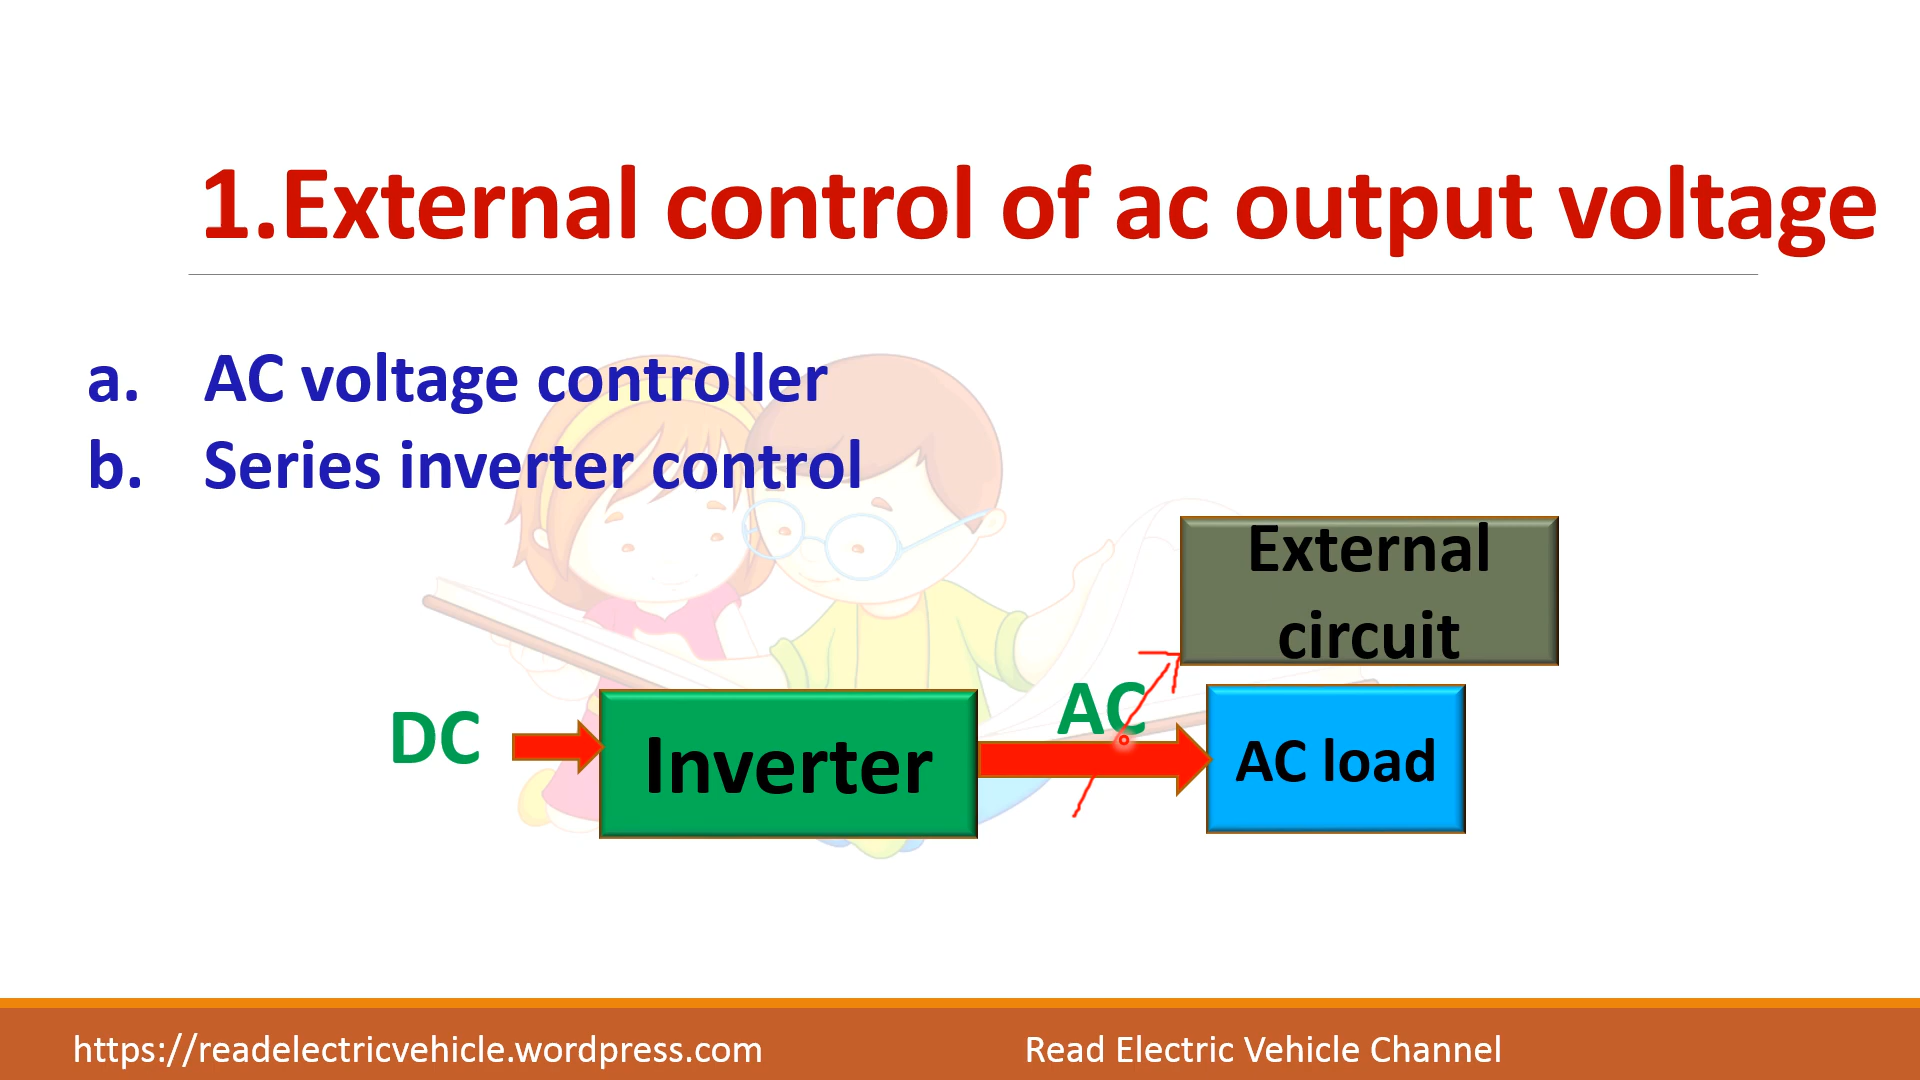 1.External control of ac output voltage
a. AC voltage controller
b. Series inverter control
External
circuit
DC
Inverter
AC
AC load
https://readelectricvehicle.wordpress.com
Read Electric Vehicle Channel